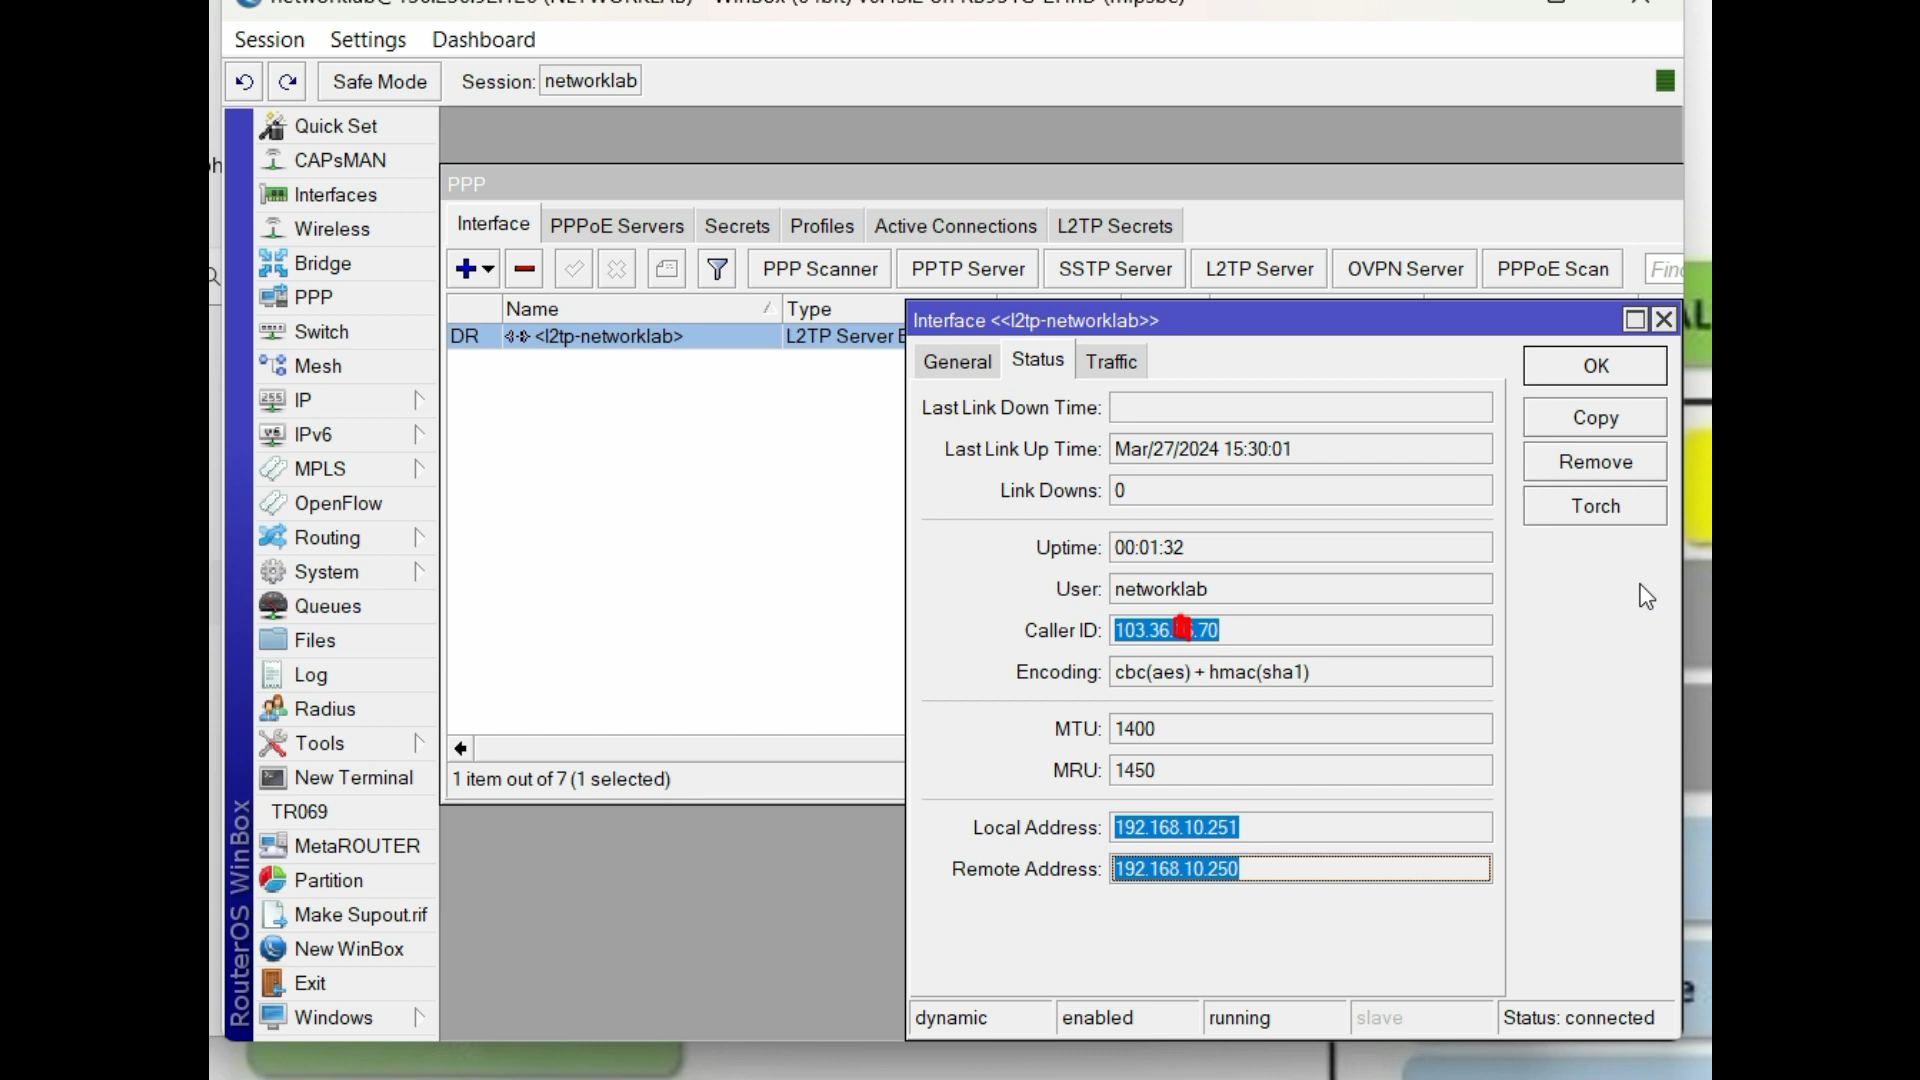 Session Settings Dashboard
Safe Mode Session: networklab
Quick Set
CAPsMAN
Interfaces
Wireless
Bridge
PPP
Switch
Mesh
IP
IPv6
MPLS
OpenFlow
Routing
System
Queues
Files
Log
Radius
Tools
New Terminal
TR069
MetaROUTER
Partition
Make Supout.rif
New WinBox
Exit
Windows
RouterOS WinBox
PPP
Interface PPPoE Servers Secrets Profiles Active Connections L2TP Secrets
PPP Scanner PPTP Server SSTP Server L2TP Server OVPN Server PPPoE Scan
Name Type
DR <l2tp-networklab> L2TP Server
1 item out of 7 (1 selected)
Interface <<l2tp-networklab>>
General Status Traffic
Last Link Down Time:
Last Link Up Time: Mar/27/2024 15:30:01
Link Downs: 0
Uptime: 00:01:32
User: networklab
Caller ID: 103.36. .70
Encoding: cbc(aes) + hmac(sha1)
MTU: 1400
MRU: 1450
Local Address: 192.168.10.251
Remote Address: 192.168.10.250
OK
Copy
Remove
Torch
dynamic enabled running slave Status: connected